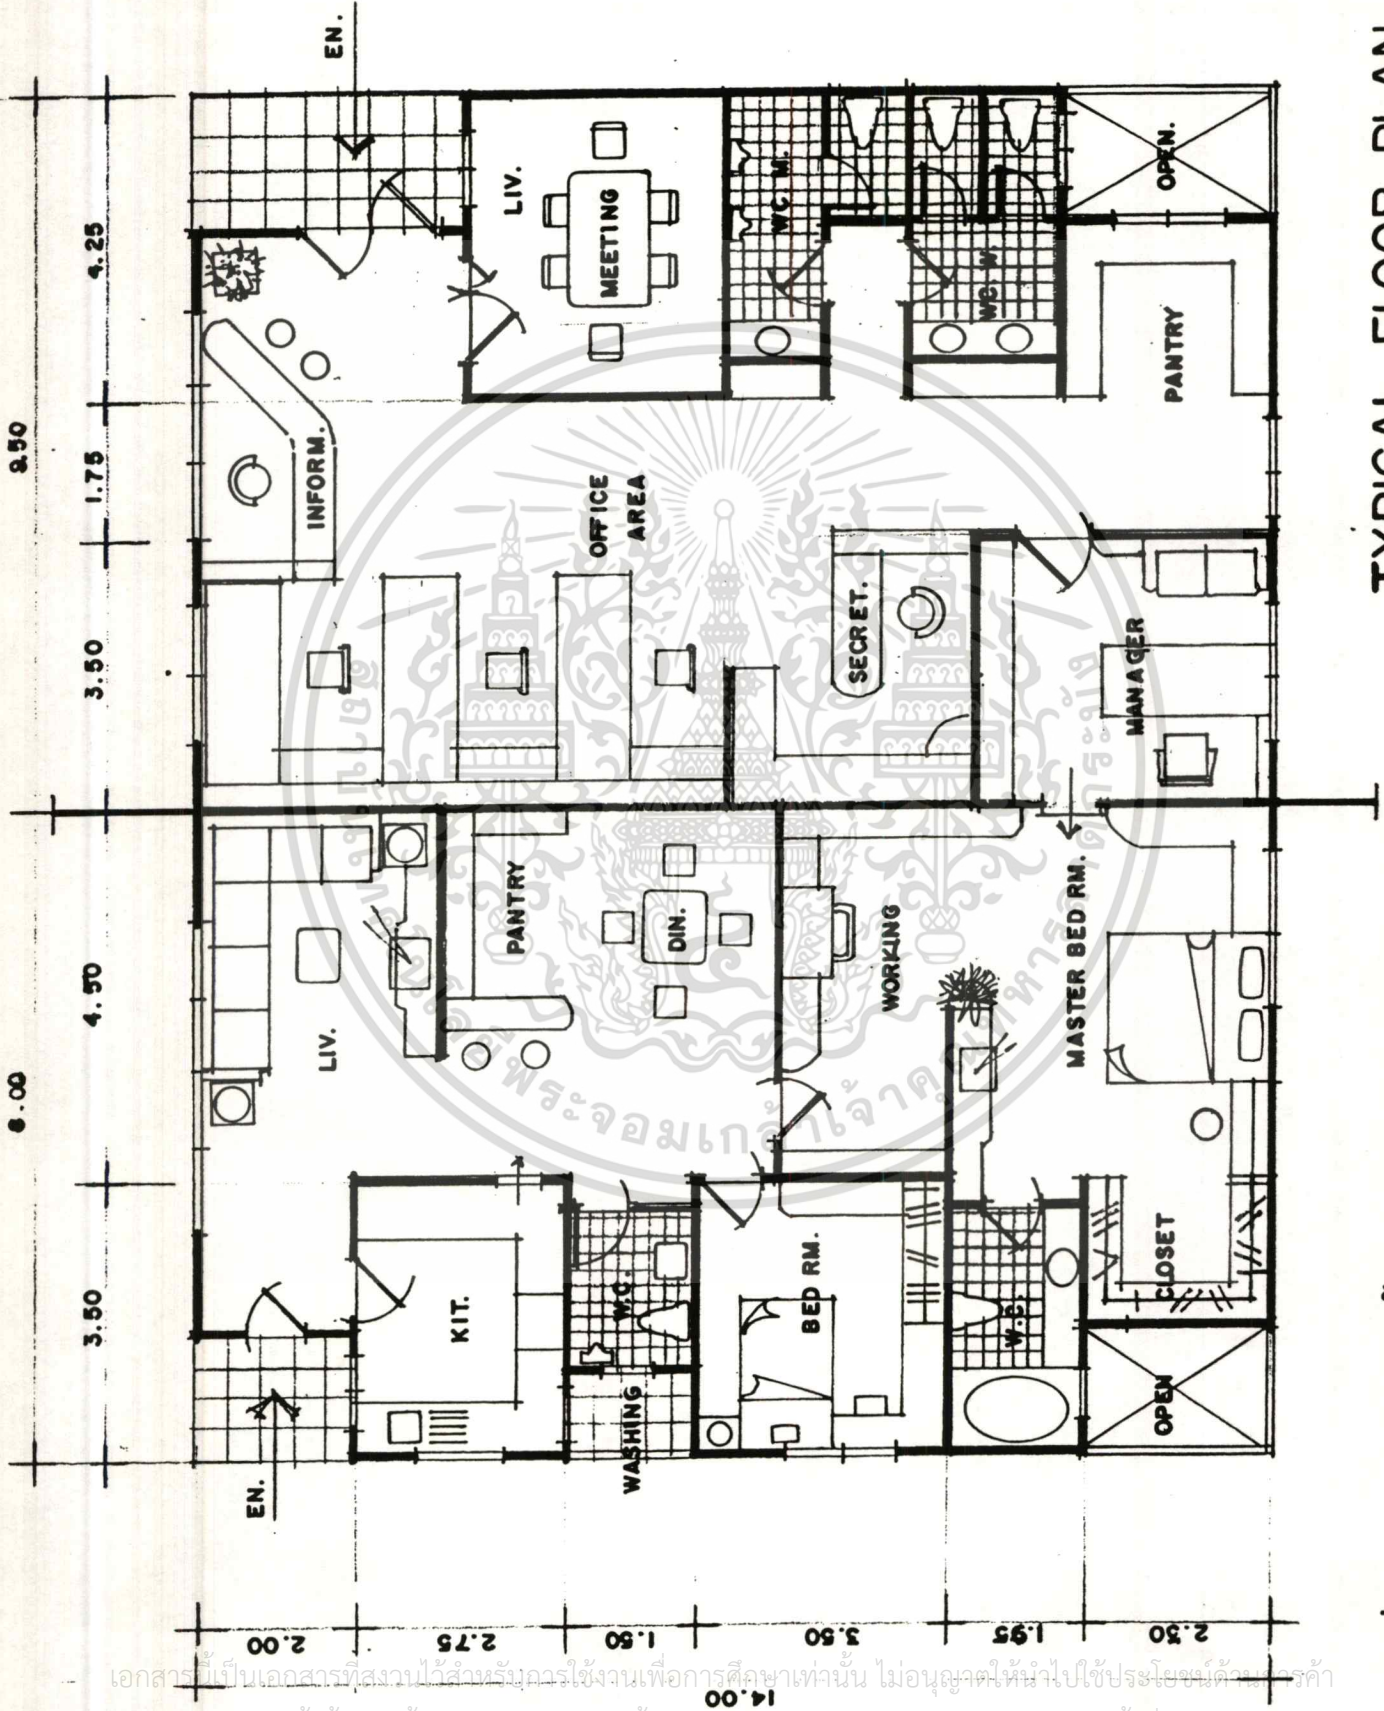 TYPICAL FLOOR PLAN
9.50
8.00
4.25
1.75
3.50
4.50
3.50
EN.
LIV.
MEETING
WC. M.
WC. W.
OPEN.
INFORM.
OFFICE
AREA
PANTRY
SECRET.
MANAGER
LIV.
PANTRY
DIN.
WORKING
MASTER BED RM.
EN.
KIT.
W.C.
WASHING
BED RM.
W.C.
CLOSET
OPEN
2.00
2.75
1.50
3.50
1.95
2.30
14.00
เอกสารนี้เป็นเอกสารที่สงวนไว้สำหรับการใช้งานเพื่อการศึกษาเท่านั้น ไม่อนุญาตให้นำไปใช้ประโยชน์ด้านการค้า